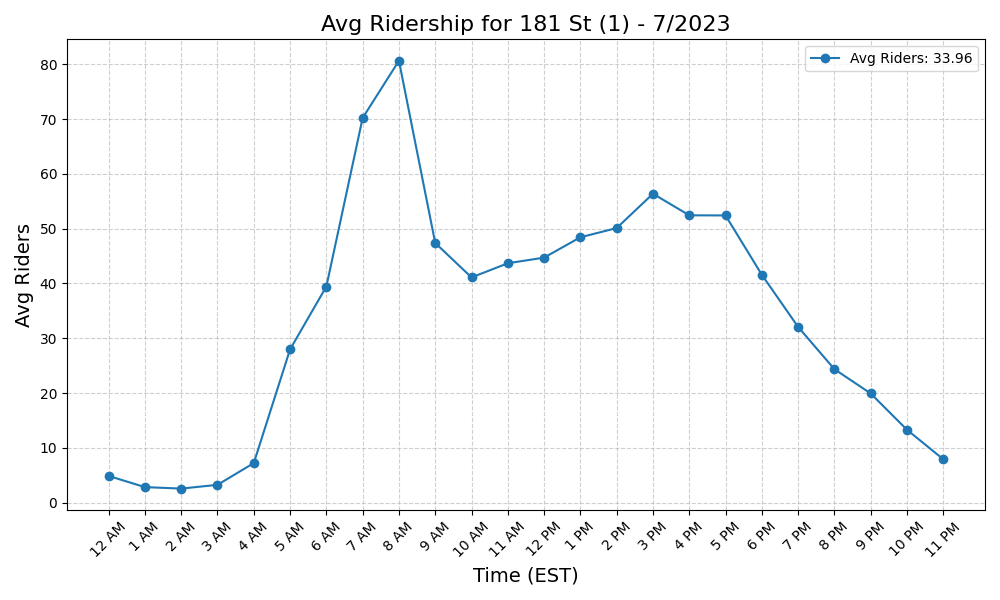 Avg Ridership for 181 St (1) - 7/2023
Avg Riders: 33.96
Avg Riders
80
70
60
50
40
30
20
10
0
12 AM
1 AM
2 AM
3 AM
4 AM
5 AM
6 AM
7 AM
8 AM
9 AM
10 AM
11 AM
12 PM
1 PM
2 PM
3 PM
4 PM
5 PM
6 PM
7 PM
8 PM
9 PM
10 PM
11 PM
Time (EST)